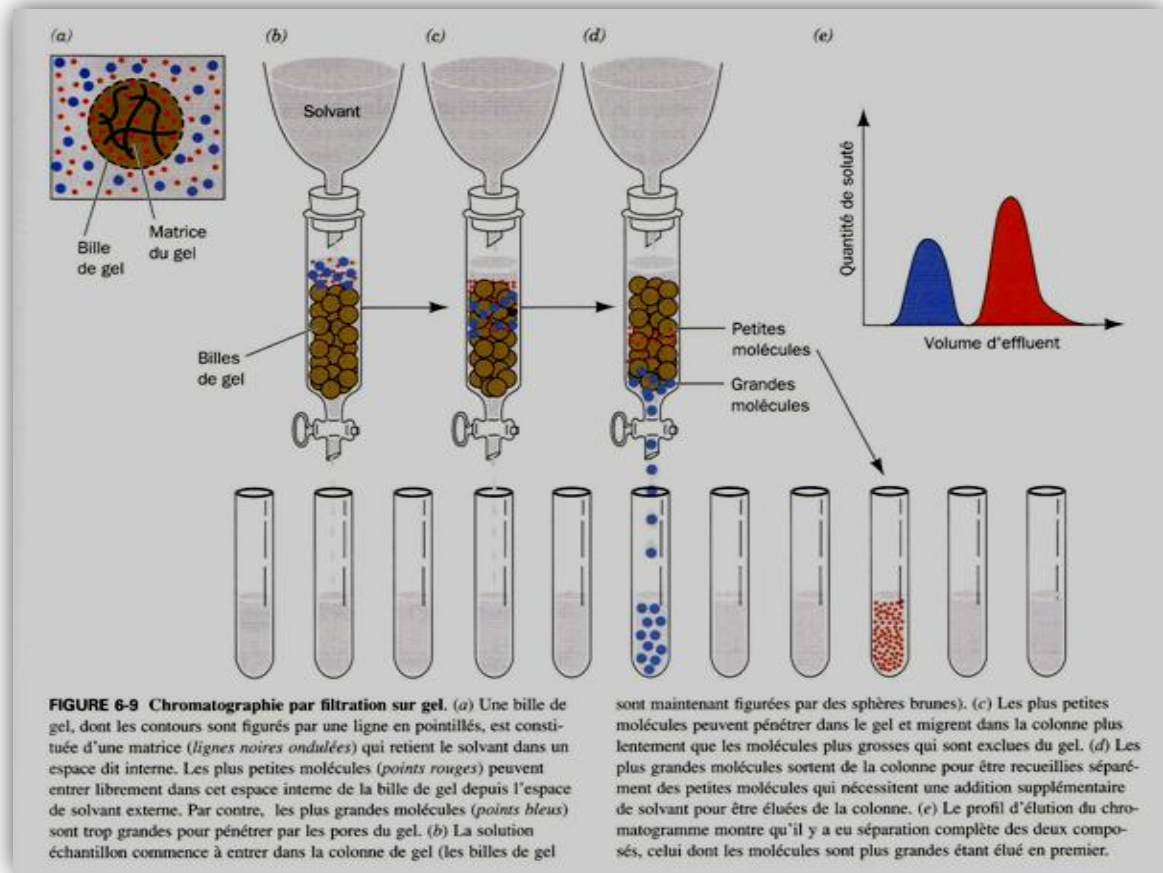 (a)
(b)
(c)
(d)
(e)
Solvant
Bille
de gel
Matrice
du gel
Billes
de gel
Petites
molécules
Grandes
molécules
Quantité de soluté
Volume d'effluent
FIGURE 6-9 Chromatographie par filtration sur gel. (a) Une bille de
gel, dont les contours sont figurés par une ligne en pointillés, est consti-
tuée d'une matrice (lignes noires ondulées) qui retient le solvant dans un
espace dit interne. Les plus petites molécules (points rouges) peuvent
entrer librement dans cet espace interne de la bille de gel depuis l'espace
de solvant externe. Par contre, les plus grandes molécules (points bleus)
sont trop grandes pour pénétrer par les pores du gel. (b) La solution
échantillon commence à entrer dans la colonne de gel (les billes de gel
sont maintenant figurées par des sphères brunes). (c) Les plus petites
molécules peuvent pénétrer dans le gel et migrent dans la colonne plus
lentement que les molécules plus grosses qui sont exclues du gel. (d) Les
plus grandes molécules sortent de la colonne pour être recueillies séparé-
ment des petites molécules qui nécessitent une addition supplémentaire
de solvant pour être éluées de la colonne. (e) Le profil d'élution du chro-
matogramme montre qu'il y a eu séparation complète des deux compo-
sés, celui dont les molécules sont plus grandes étant élué en premier.